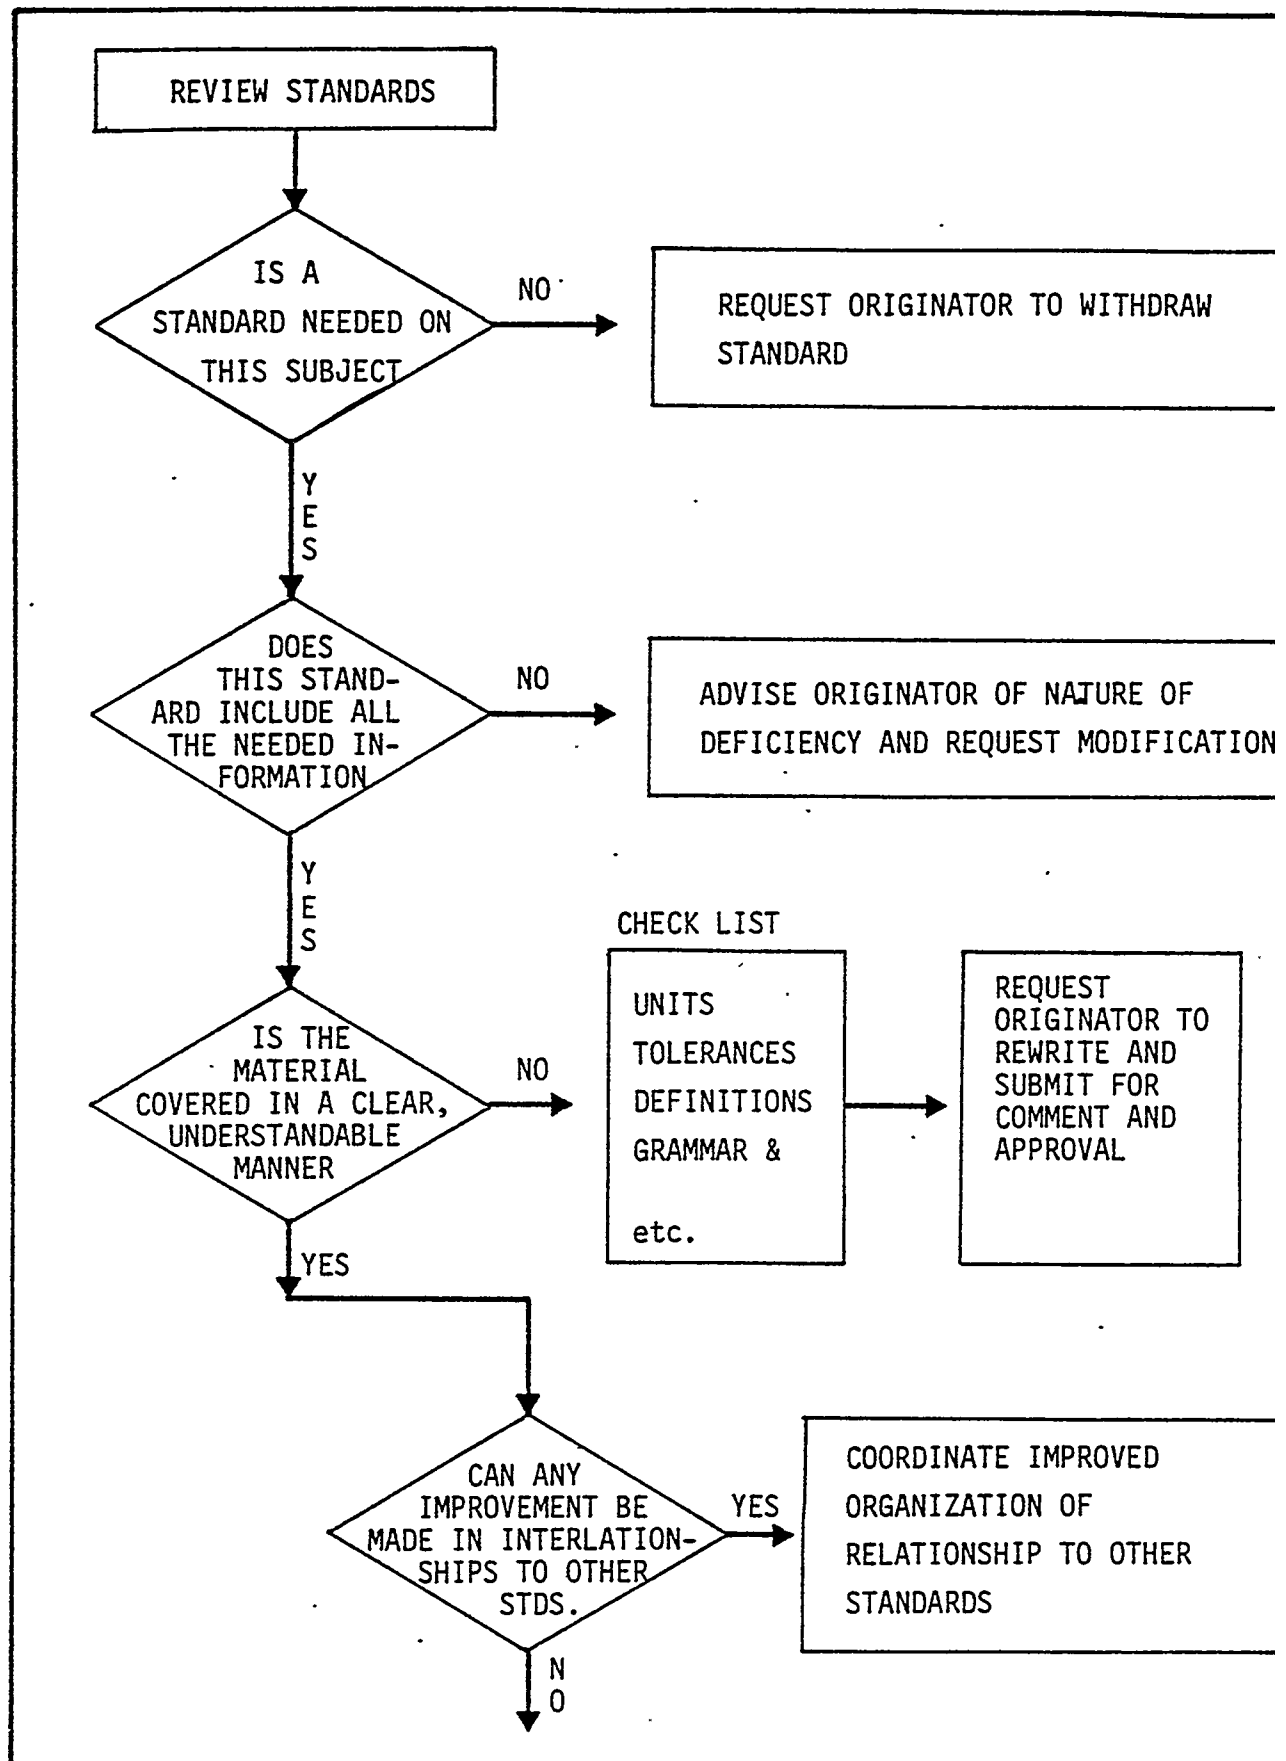 REVIEW STANDARDS
IS A
STANDARD NEEDED ON
THIS SUBJECT
NO
REQUEST ORIGINATOR TO WITHDRAW
STANDARD
Y
E
S
DOES
THIS STAND-
ARD INCLUDE ALL
THE NEEDED IN-
FORMATION
NO
ADVISE ORIGINATOR OF NATURE OF
DEFICIENCY AND REQUEST MODIFICATION
Y
E
S
IS THE
MATERIAL
COVERED IN A CLEAR,
UNDERSTANDABLE
MANNER
NO
CHECK LIST
UNITS
TOLERANCES
DEFINITIONS
GRAMMAR &
etc.
REQUEST
ORIGINATOR TO
REWRITE AND
SUBMIT FOR
COMMENT AND
APPROVAL
YES
CAN ANY
IMPROVEMENT BE
MADE IN INTERLATION-
SHIPS TO OTHER
STDS.
YES
COORDINATE IMPROVED
ORGANIZATION OF
RELATIONSHIP TO OTHER
STANDARDS
N
O